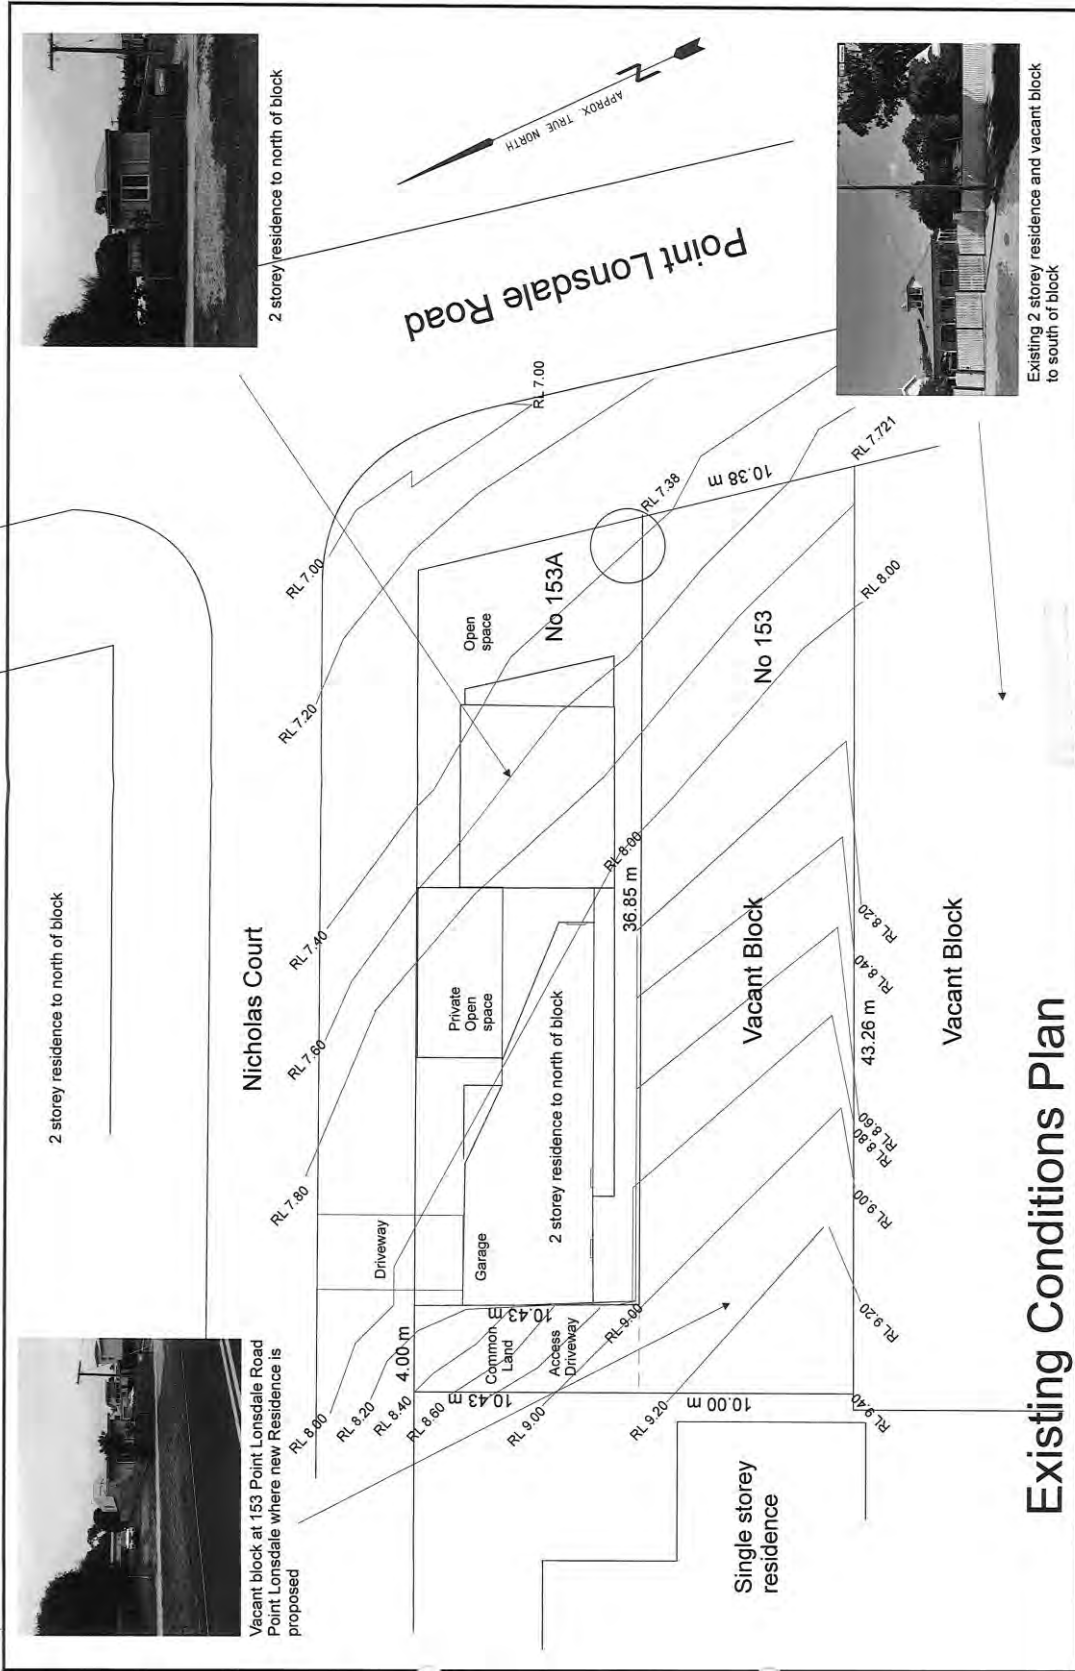 2 storey residence to north of block
Vacant block at 153 Point Lonsdale Road
Point Lonsdale where new Residence is
proposed
2 storey residence to north of block
APPROX. TRUE NORTH
N
Nicholas Court
Point Lonsdale Road
RL 7.00
RL 7.00
RL 7.20
RL 7.40
RL 7.60
RL 7.80
RL 8.00
RL 8.20
RL 8.40
RL 8.60
RL 9.00
RL 9.20
RL 9.40
Driveway
Garage
4.00 m
10.43 m
10.43 m
Common
Land
Access
Driveway
RL 9.00
Private
Open
space
Open
space
2 storey residence to north of block
No 153A
RL 7.38
RL 8.00
36.85 m
10.38 m
RL 7.721
No 153
RL 8.00
Vacant Block
10.00 m
Single storey
residence
RL 8.20
RL 8.40
43.26 m
RL 8.60
RL 8.80
RL 9.00
RL 9.20
Vacant Block
Existing 2 storey residence and vacant block
to south of block
Existing Conditions Plan